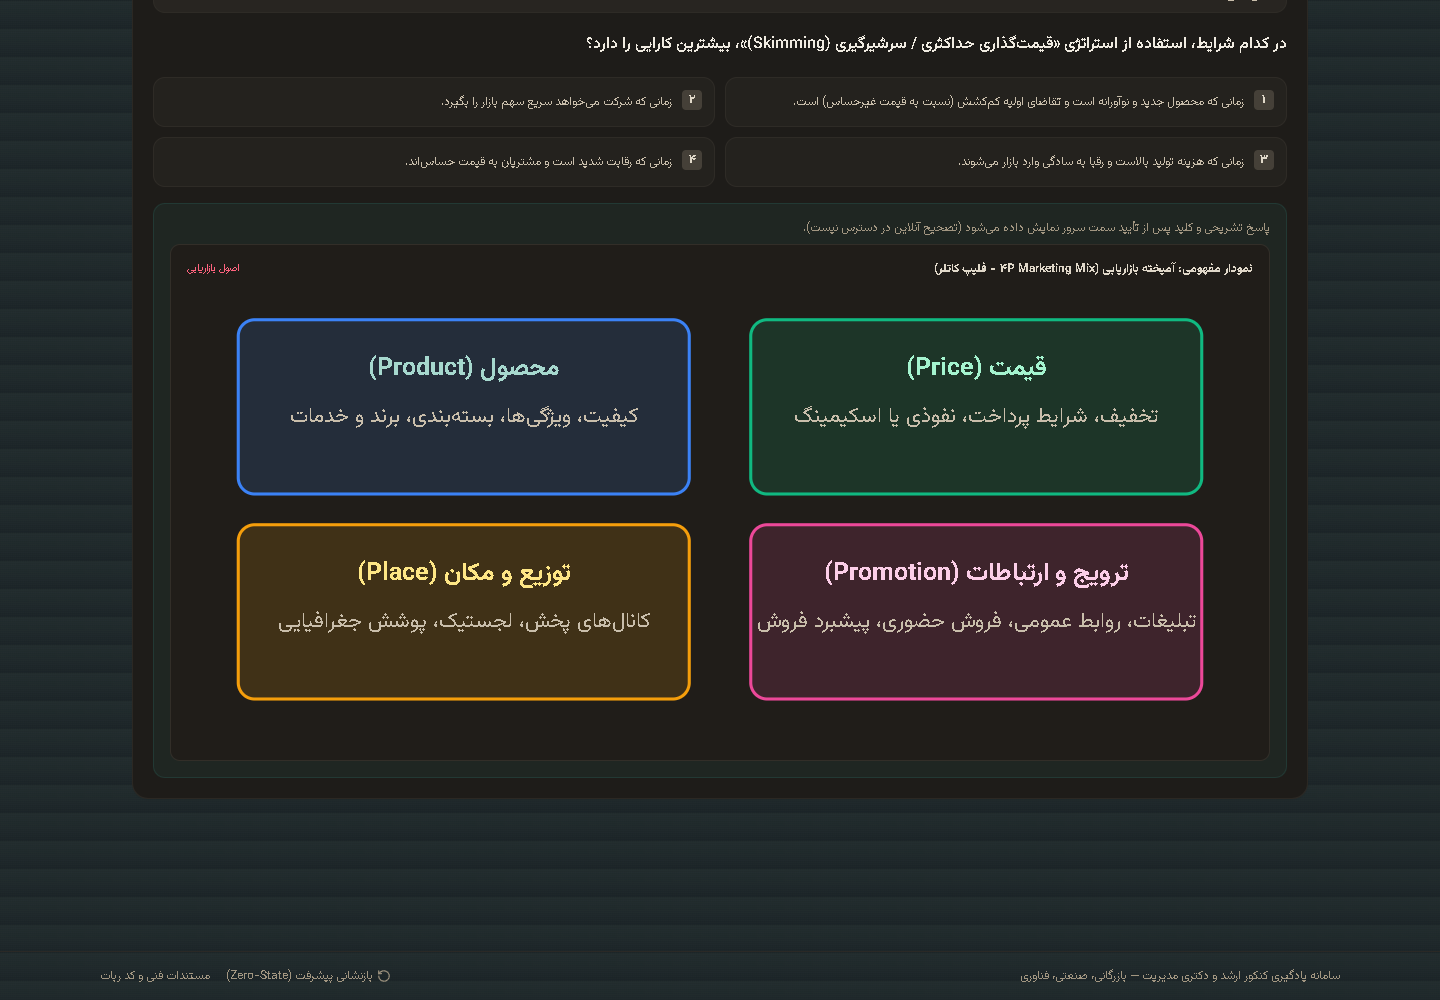 در کدام شرایط، استفاده از استراتژی «قیمت‌گذاری حداکثری / سرشیرگیری (Skimming)»، بیشترین کارایی را دارد؟
۱ زمانی که محصول جدید و نوآورانه است و تقاضای اولیه کم‌کشش (نسبت به قیمت غیرحساس) است.
۲ زمانی که شرکت می‌خواهد سریع سهم بازار را بگیرد.
۳ زمانی که هزینه تولید بالاست و رقبا به سادگی وارد بازار می‌شوند.
۴ زمانی که رقابت شدید است و مشتریان به قیمت حساس‌اند.
پاسخ تشریحی و کلید پس از تأیید سمت سرور نمایش داده می‌شود (تصحیح آنلاین در دسترس نیست).
نمودار مفهومی: آمیخته بازاریابی (۴P Marketing Mix - فلیپ کاتلر)
اصول بازاریابی
قیمت (Price)
تخفیف، شرایط پرداخت، نفوذی یا اسکیمینگ
محصول (Product)
کیفیت، ویژگی‌ها، بسته‌بندی، برند و خدمات
ترویج و ارتباطات (Promotion)
تبلیغات، روابط عمومی، فروش حضوری، پیشبرد فروش
توزیع و مکان (Place)
کانال‌های پخش، لجستیک، پوشش جغرافیایی
سامانه یادگیری کنکور ارشد و دکتری مدیریت — بازرگانی، صنعتی، فناوری
بازنشانی پیشرفت (Zero-State)
مستندات فنی و کد ربات